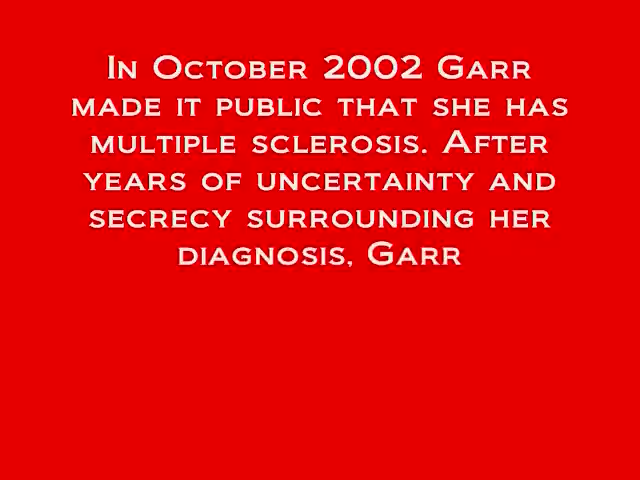 In October 2002 Garr
made it public that she has
multiple sclerosis. After
years of uncertainty and
secrecy surrounding her
diagnosis, Garr